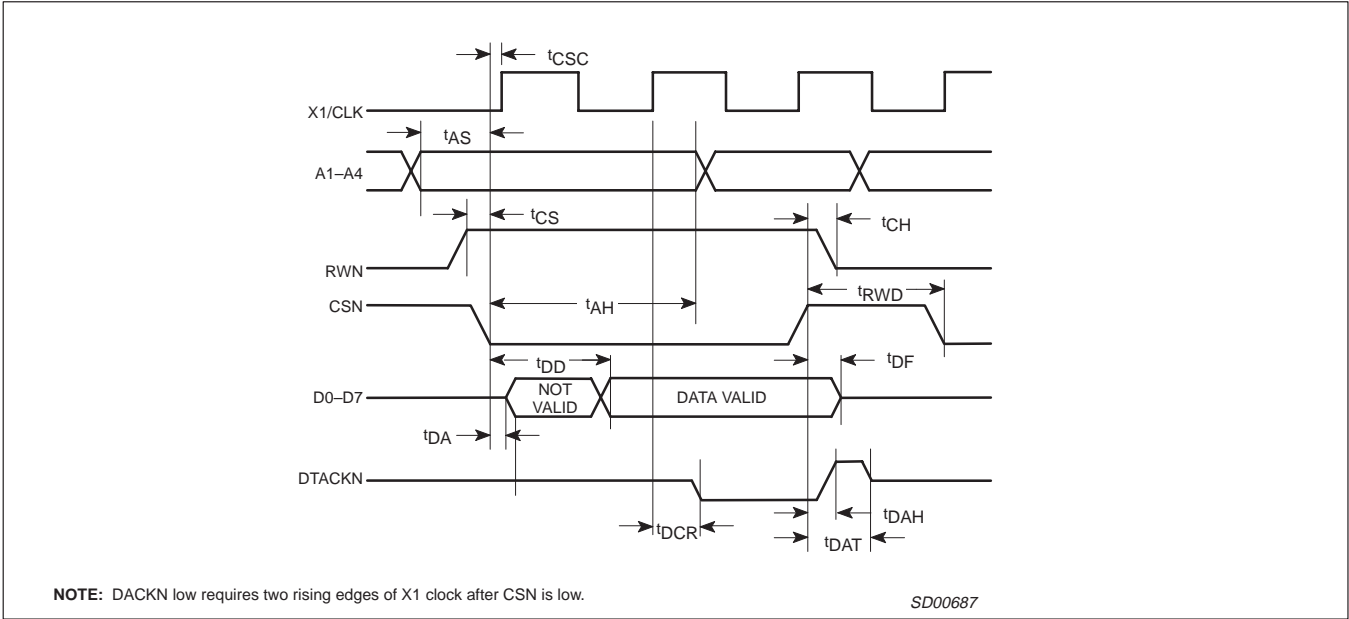 tCSC
X1/CLK
tAS
A1–A4
tCS
tCH
RWN
tRWD
CSN
tAH
tDD
tDF
D0–D7
NOT
VALID
DATA VALID
tDA
DTACKN
tDAH
tDCR
tDAT
NOTE: DACKN low requires two rising edges of X1 clock after CSN is low.
SD00687